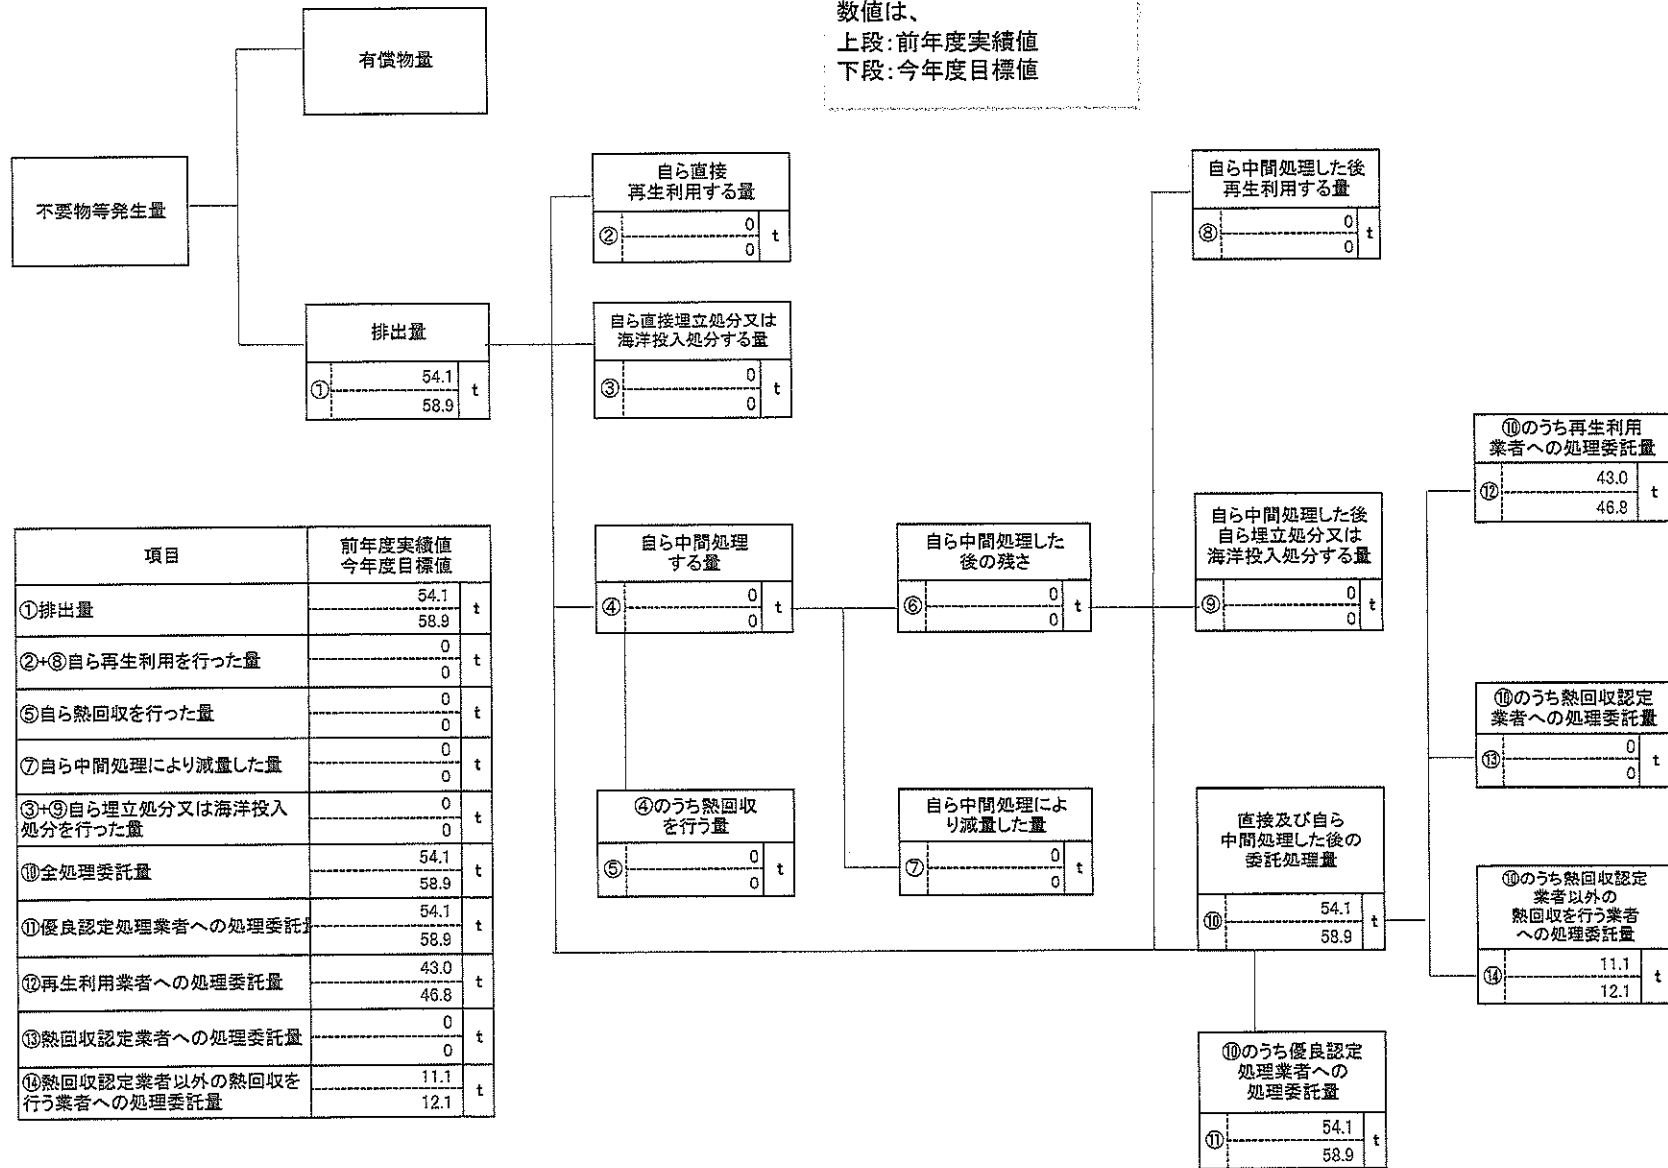 数値は、
上段:前年度実績値
下段:今年度目標値
有償物量
不要物等発生量
排出量
① 54.1 t
58.9
自ら直接
再生利用する量
② 0 t
0
自ら直接埋立処分又は
海洋投入処分する量
③ 0 t
0
自ら中間処理
する量
④ 0 t
0
④のうち熱回収
を行う量
⑤ 0 t
0
自ら中間処理した
後の残さ
⑥ 0 t
0
自ら中間処理によ
り減量した量
⑦ 0 t
0
自ら中間処理した後
再生利用する量
⑧ 0 t
0
自ら中間処理した後
自ら埋立処分又は
海洋投入処分する量
⑨ 0 t
0
直接及び自ら
中間処理した後の
委託処理量
⑩ 54.1 t
58.9
⑩のうち優良認定
処理業者への
処理委託量
⑪ 54.1 t
58.9
⑩のうち再生利用
業者への処理委託量
⑫ 43.0 t
46.8
⑩のうち熱回収認定
業者への処理委託量
⑬ 0 t
0
⑩のうち熱回収認定
業者以外の
熱回収を行う業者
への処理委託量
⑭ 11.1 t
12.1
項目 前年度実績値
今年度目標値
①排出量 54.1 t
58.9
②+⑧自ら再生利用を行った量 0 t
0
⑤自ら熱回収を行った量 0 t
0
⑦自ら中間処理により減量した量 0 t
0
③+⑨自ら埋立処分又は海洋投入
処分を行った量 0 t
0
⑩全処理委託量 54.1 t
58.9
⑪優良認定処理業者への処理委託 54.1 t
58.9
⑫再生利用業者への処理委託量 43.0 t
46.8
⑬熱回収認定業者への処理委託量 0 t
0
⑭熱回収認定業者以外の熱回収を
行う業者への処理委託量 11.1 t
12.1